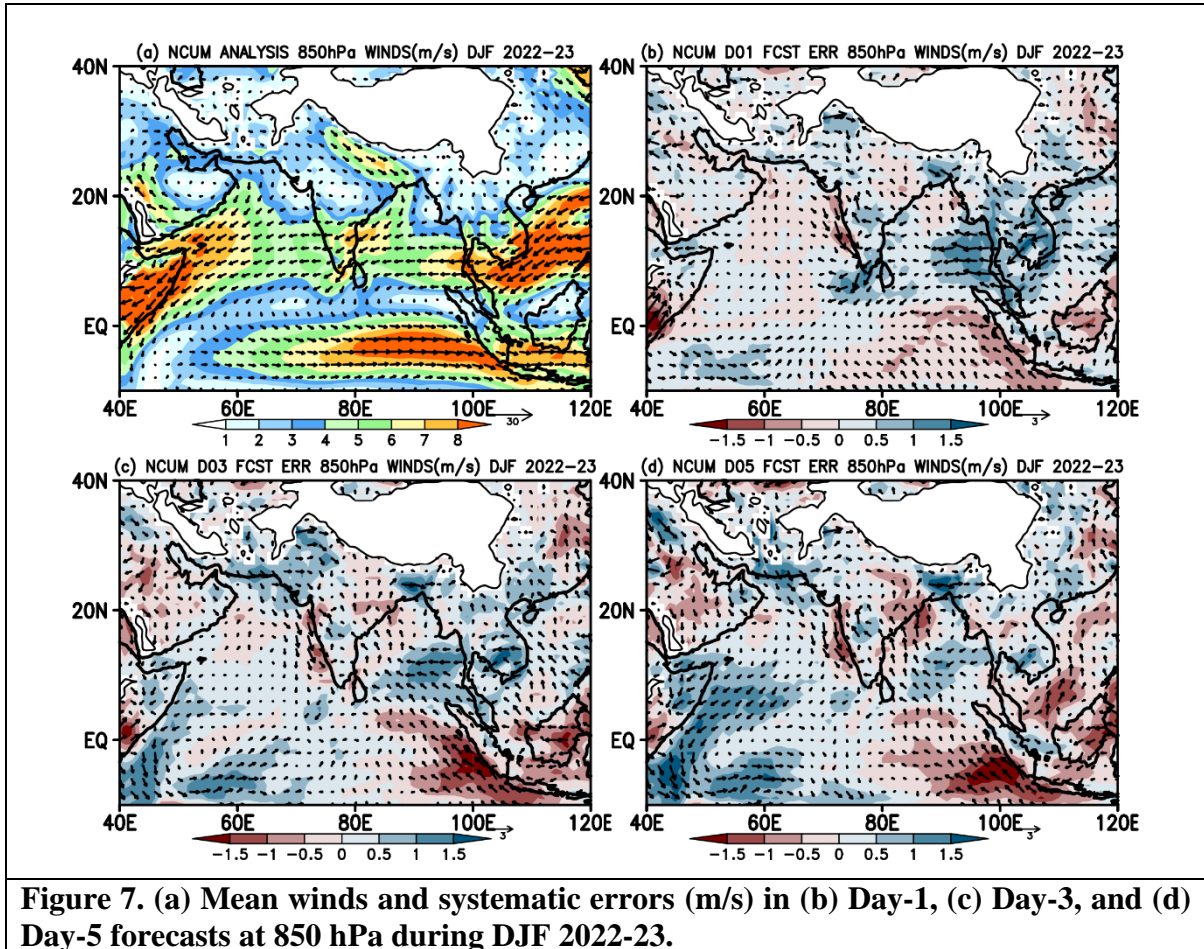 (a) NCUM ANALYSIS 850hPa WINDS(m/s) DJF 2022-23
40N
20N
EQ
40E 60E 80E 100E 120E
30
1 2 3 4 5 6 7 8
(b) NCUM D01 FCST ERR 850hPa WINDS(m/s) DJF 2022-23
40N
20N
EQ
40E 60E 80E 100E 120E
3
−1.5 −1 −0.5 0 0.5 1 1.5
(c) NCUM D03 FCST ERR 850hPa WINDS(m/s) DJF 2022-23
40N
20N
EQ
40E 60E 80E 100E 120E
3
−1.5 −1 −0.5 0 0.5 1 1.5
(d) NCUM D05 FCST ERR 850hPa WINDS(m/s) DJF 2022-23
40N
20N
EQ
40E 60E 80E 100E 120E
3
−1.5 −1 −0.5 0 0.5 1 1.5
Figure 7. (a) Mean winds and systematic errors (m/s) in (b) Day-1, (c) Day-3, and (d)
Day-5 forecasts at 850 hPa during DJF 2022-23.